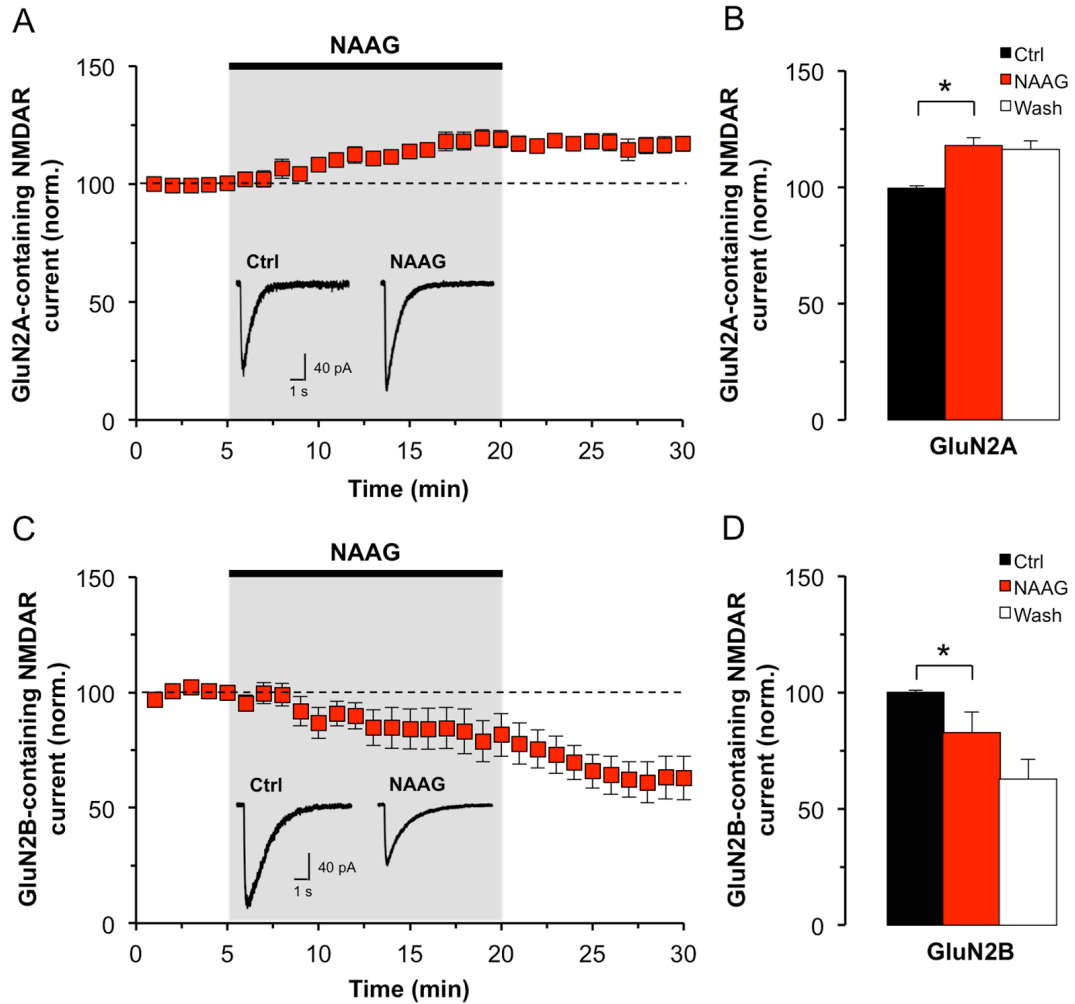 A
NAAG
GluN2A-containing NMDAR
current (norm.)
150
100
50
0
Ctrl
NAAG
40 pA
1 s
0
5
10
15
20
25
30
Time (min)
B
Ctrl
NAAG
Wash
GluN2A-containing NMDAR
current (norm.)
150
100
50
0
*
GluN2A
C
NAAG
GluN2B-containing NMDAR
current (norm.)
150
100
50
0
Ctrl
NAAG
40 pA
1 s
0
5
10
15
20
25
30
Time (min)
D
Ctrl
NAAG
Wash
GluN2B-containing NMDAR
current (norm.)
150
100
50
0
*
GluN2B